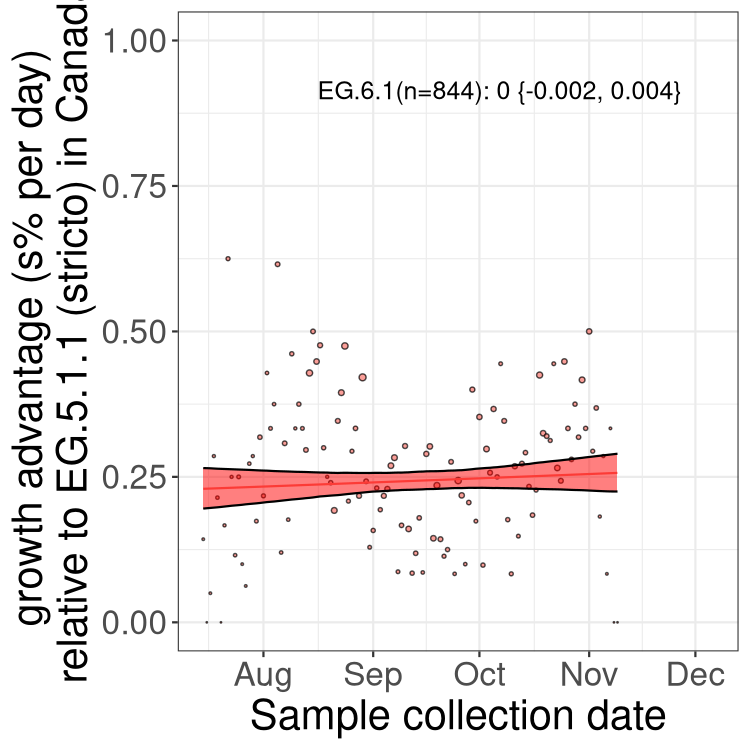 growth advantage (s% per day)
relative to EG.5.1.1 (stricto) in Canada
1.00
0.75
0.50
0.25
0.00
EG.6.1(n=844): 0 {-0.002, 0.004}
Aug Sep Oct Nov Dec
Sample collection date